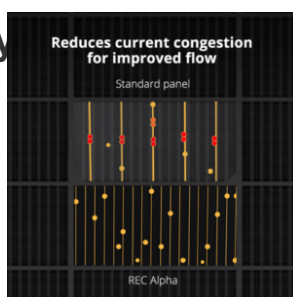 Reduces current congestion
for improved flow
Standard panel
REC Alpha